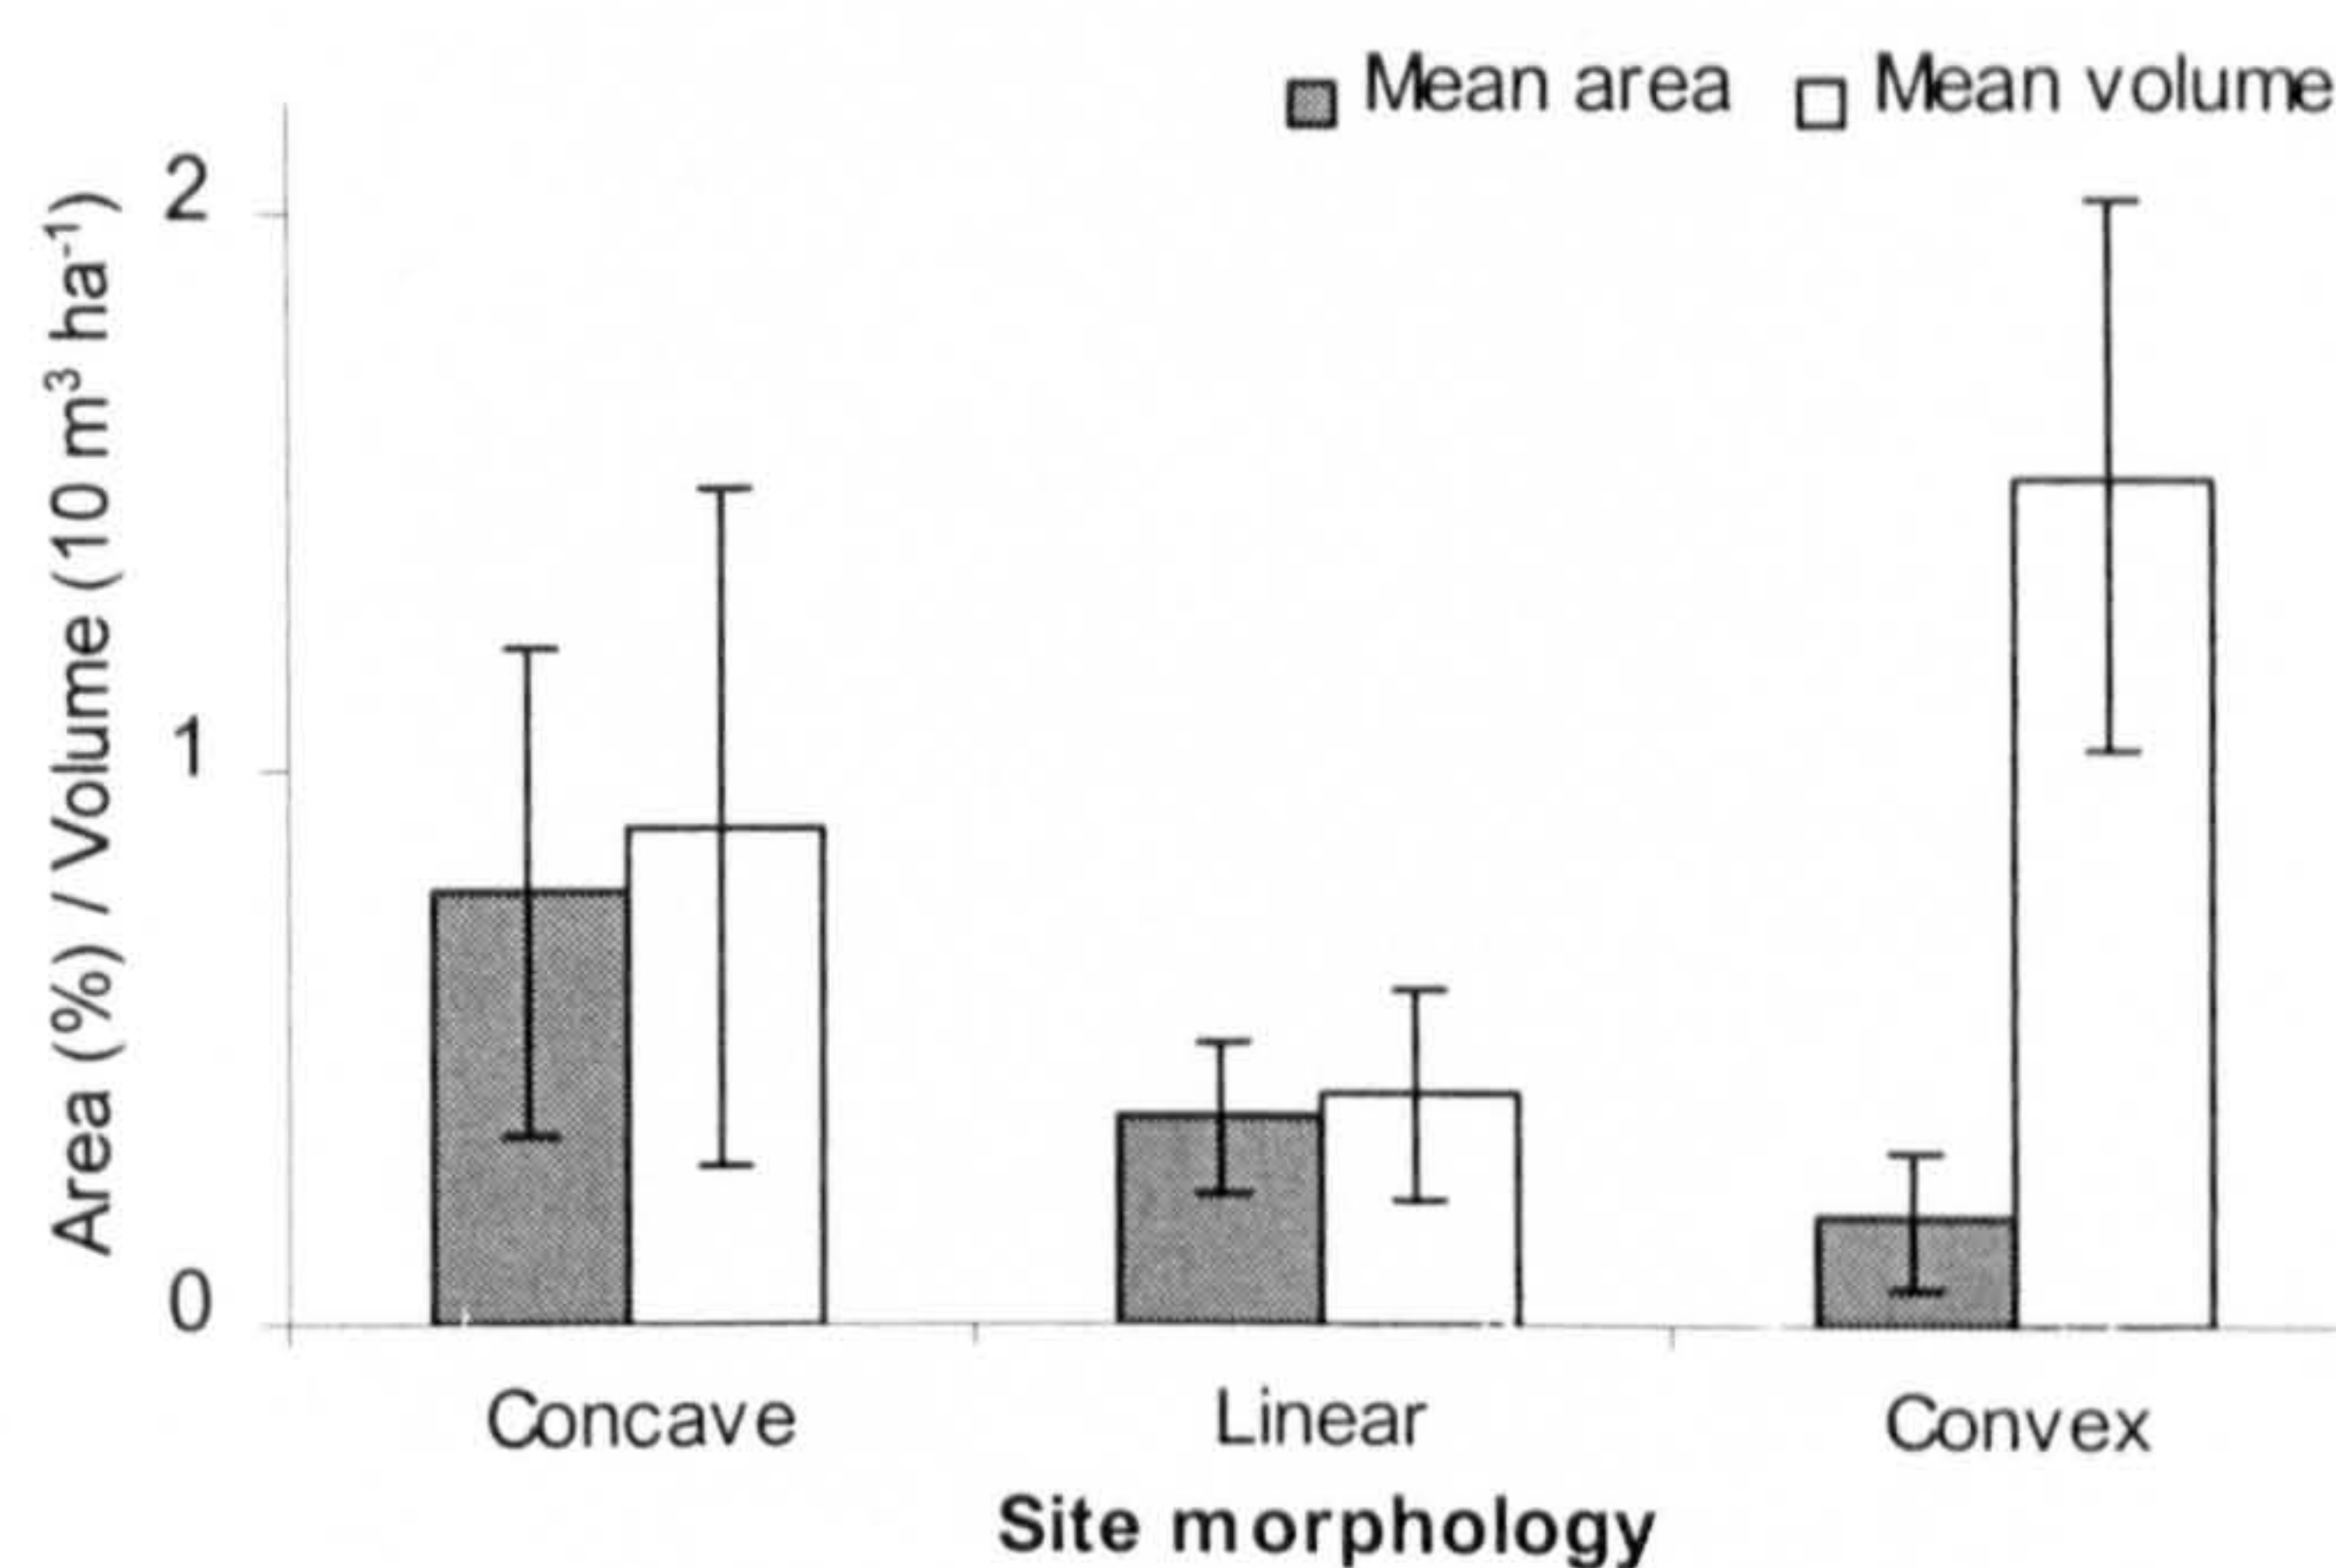 Mean area Mean volume
Area (%) / Volume (10 m³ ha⁻¹)
2
1
0
Concave Linear Convex
Site morphology